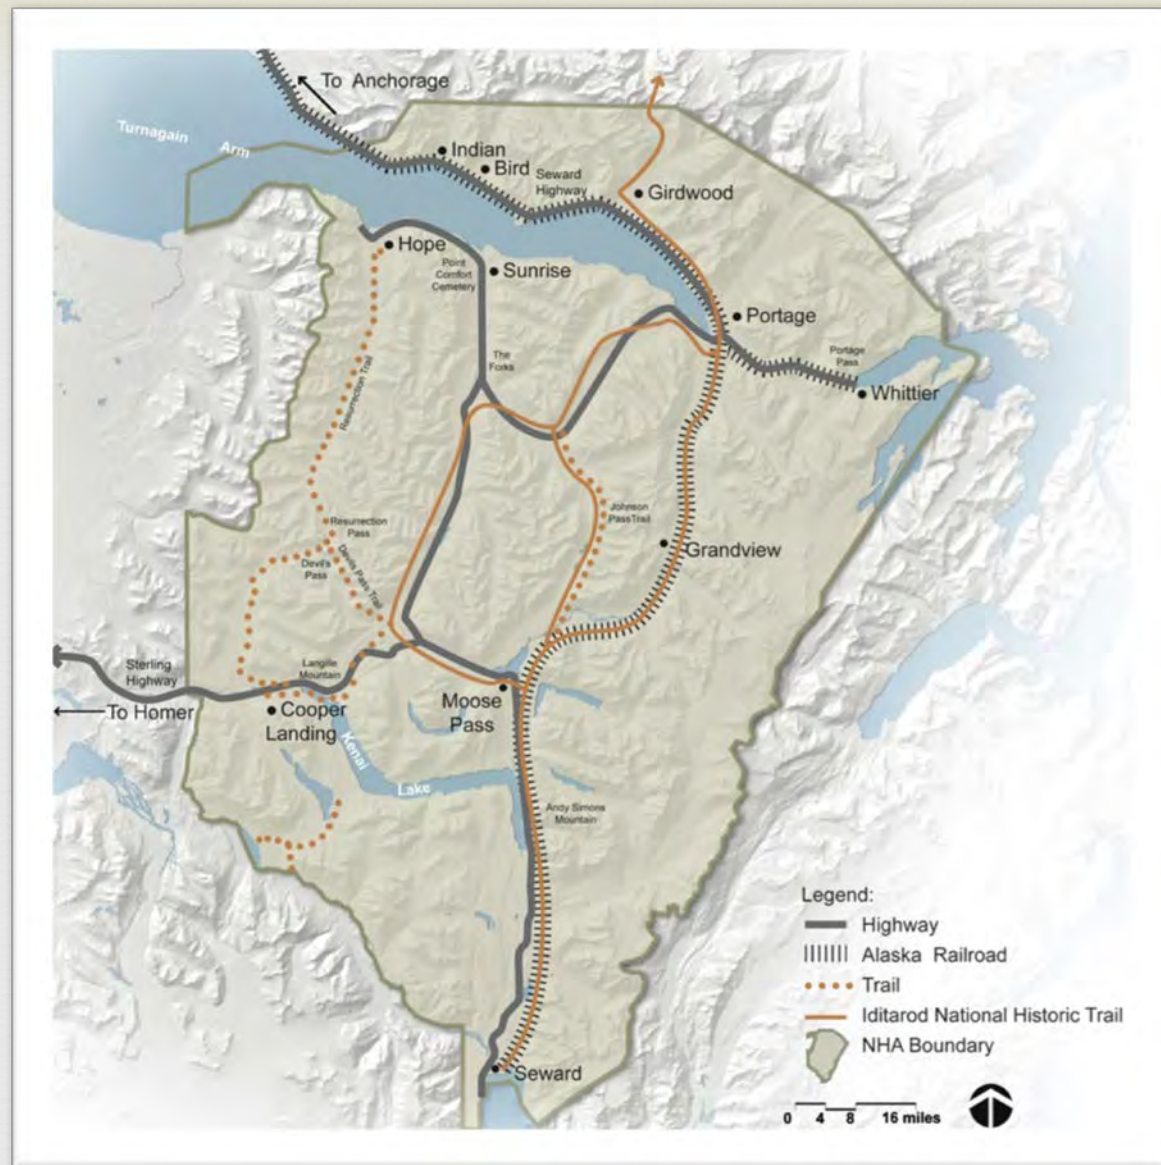 To Anchorage
Turnagain
Arm
Indian
Bird
Seward
Highway
Girdwood
Hope
Point
Comfort
Cemetery
Sunrise
Portage
The
Forks
Portage
Pass
Whittier
Resurrection Trail
Johnson
PassTrail
Resurrection
Pass
Devil's
Pass
Devils Pass Trail
Grandview
Sterling
Highway
Langille
Mountain
To Homer
Cooper
Landing
Moose
Pass
Kenai
Lake
Andy Simons
Mountain
Seward
Legend:
Highway
Alaska Railroad
Trail
Iditarod National Historic Trail
NHA Boundary
0 4 8 16 miles